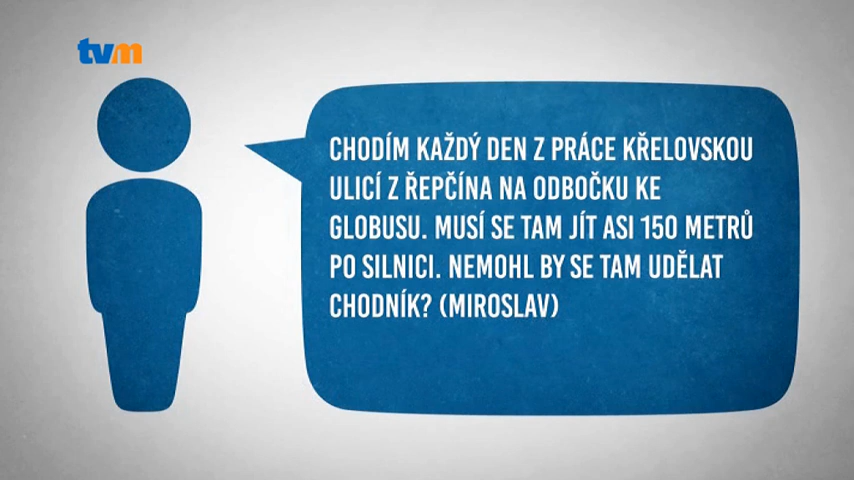 tvm
CHODÍM KAŽDÝ DEN Z PRÁCE KŘELOVSKOU
ULICÍ Z ŘEPČÍNA NA ODBOČKU KE
GLOBUSU. MUSÍ SE TAM JÍT ASI 150 METRŮ
PO SILNICI. NEMOHL BY SE TAM UDĚLAT
CHODNÍK? (MIROSLAV)